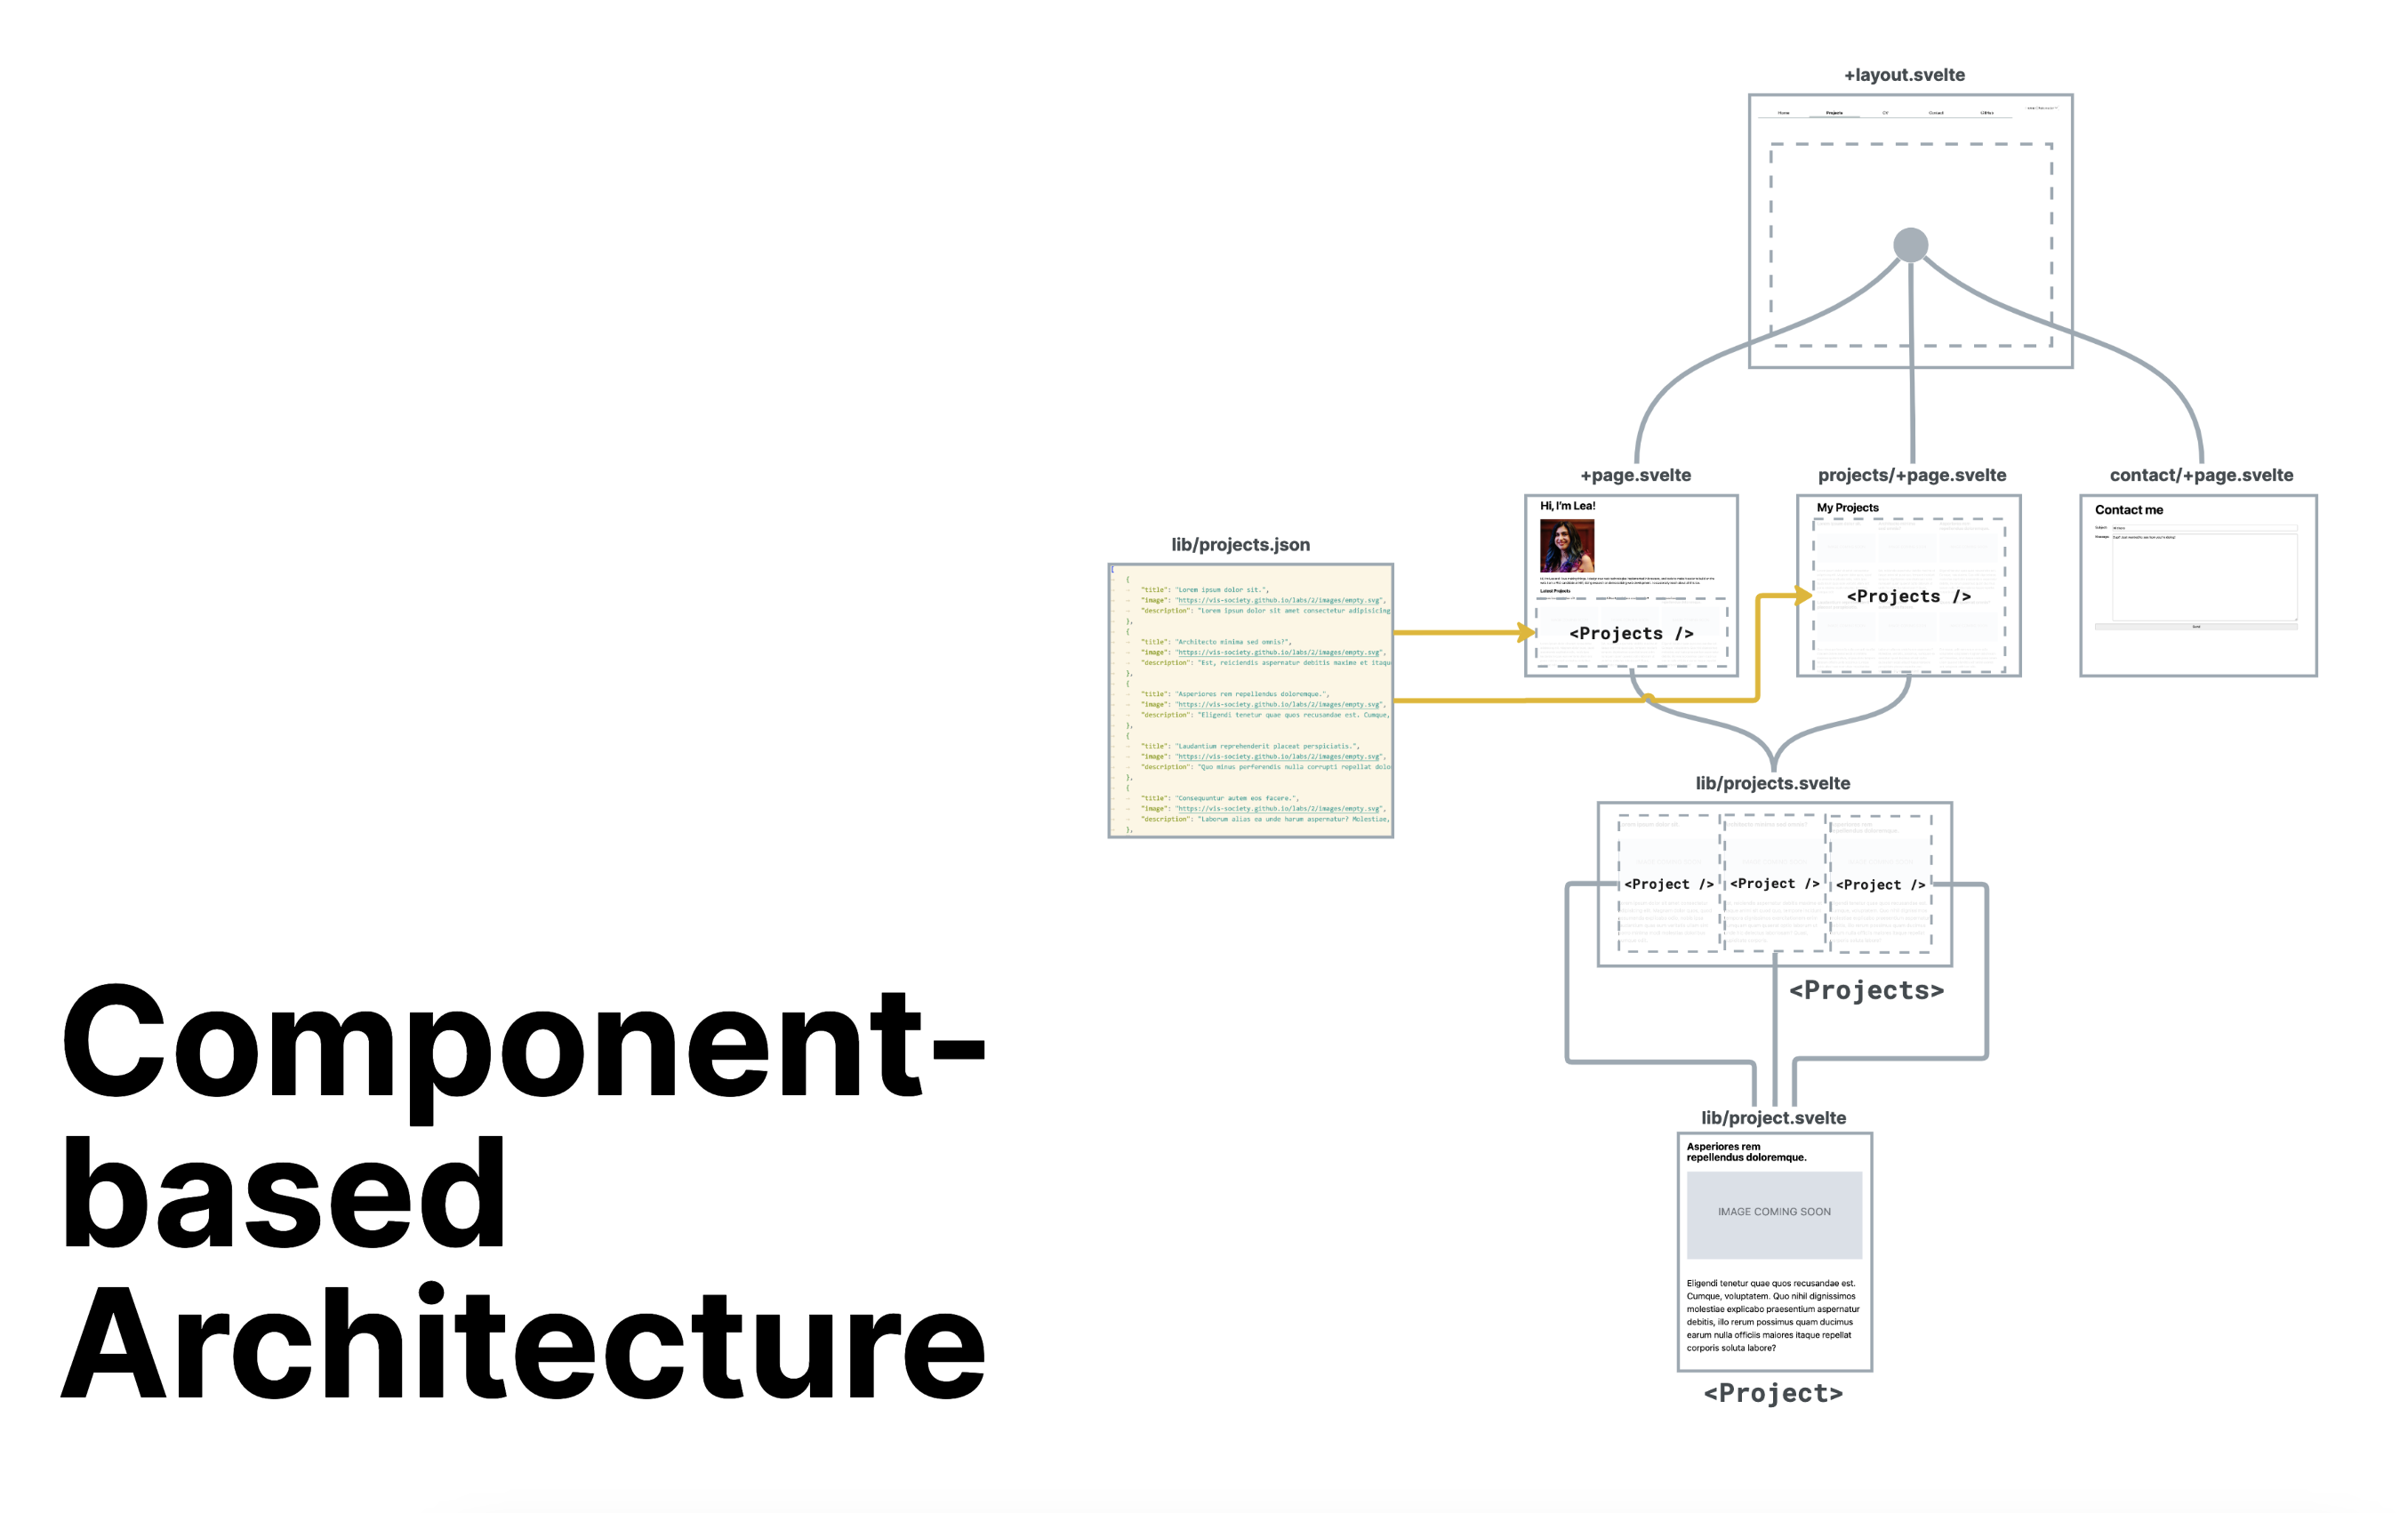 Component-
based
Architecture
+layout.svelte
Home Projects CV Contact GitHub
+page.svelte
projects/+page.svelte
contact/+page.svelte
Hi, I'm Lea!
Latest Projects
<Projects />
My Projects
<Projects />
Contact me
Subject:
Message:
Send
lib/projects.json
[
{
"title": "Lorem ipsum dolor sit.",
"image": "https://vis-society.github.io/labs/2/images/empty.svg",
"description": "Lorem ipsum dolor sit amet consectetur adipisicing
},
{
"title": "Architecto minima sed omnis?",
"image": "https://vis-society.github.io/labs/2/images/empty.svg",
"description": "Est, reiciendis aspernatur debitis maxime et itaqu
},
{
"title": "Asperiores rem repellendus doloremque.",
"image": "https://vis-society.github.io/labs/2/images/empty.svg",
"description": "Eligendi tenetur quae quos recusandae est. Cumque,
},
{
"title": "Laudantium reprehenderit placeat perspiciatis.",
"image": "https://vis-society.github.io/labs/2/images/empty.svg",
"description": "Quo minus perferendis nulla corrupti repellat dolo
},
{
"title": "Consequuntur autem eos facere.",
"image": "https://vis-society.github.io/labs/2/images/empty.svg",
"description": "Laborum alias ea unde harum aspernatur? Molestiae,
},
lib/projects.svelte
<Project /> <Project /> <Project />
<Projects>
lib/project.svelte
Asperiores rem
repellendus doloremque.
IMAGE COMING SOON
Eligendi tenetur quae quos recusandae est.
Cumque, voluptatem. Quo nihil dignissimos
molestiae explicabo praesentium aspernatur
debitis, illo rerum possimus quam ducimus
earum nulla officiis maiores itaque repellat
corporis soluta labore?
<Project>